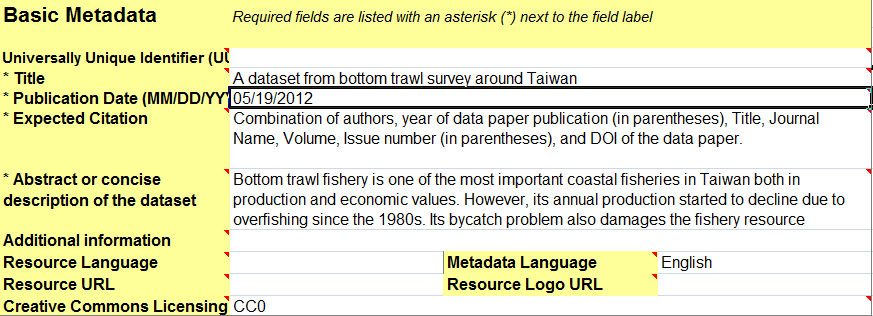 Basic Metadata Required fields are listed with an asterisk (*) next to the field label
Universally Unique Identifier (UU
* Title A dataset from bottom trawl survey around Taiwan
* Publication Date (MM/DD/YYY 05/19/2012
* Expected Citation Combination of authors, year of data paper publication (in parentheses), Title, Journal
Name, Volume, Issue number (in parentheses), and DOI of the data paper.
* Abstract or concise Bottom trawl fishery is one of the most important coastal fisheries in Taiwan both in
description of the dataset production and economic values. However, its annual production started to decline due to
overfishing since the 1980s. Its bycatch problem also damages the fishery resource
Additional information
Resource Language Metadata Language English
Resource URL Resource Logo URL
Creative Commons Licensing CC0